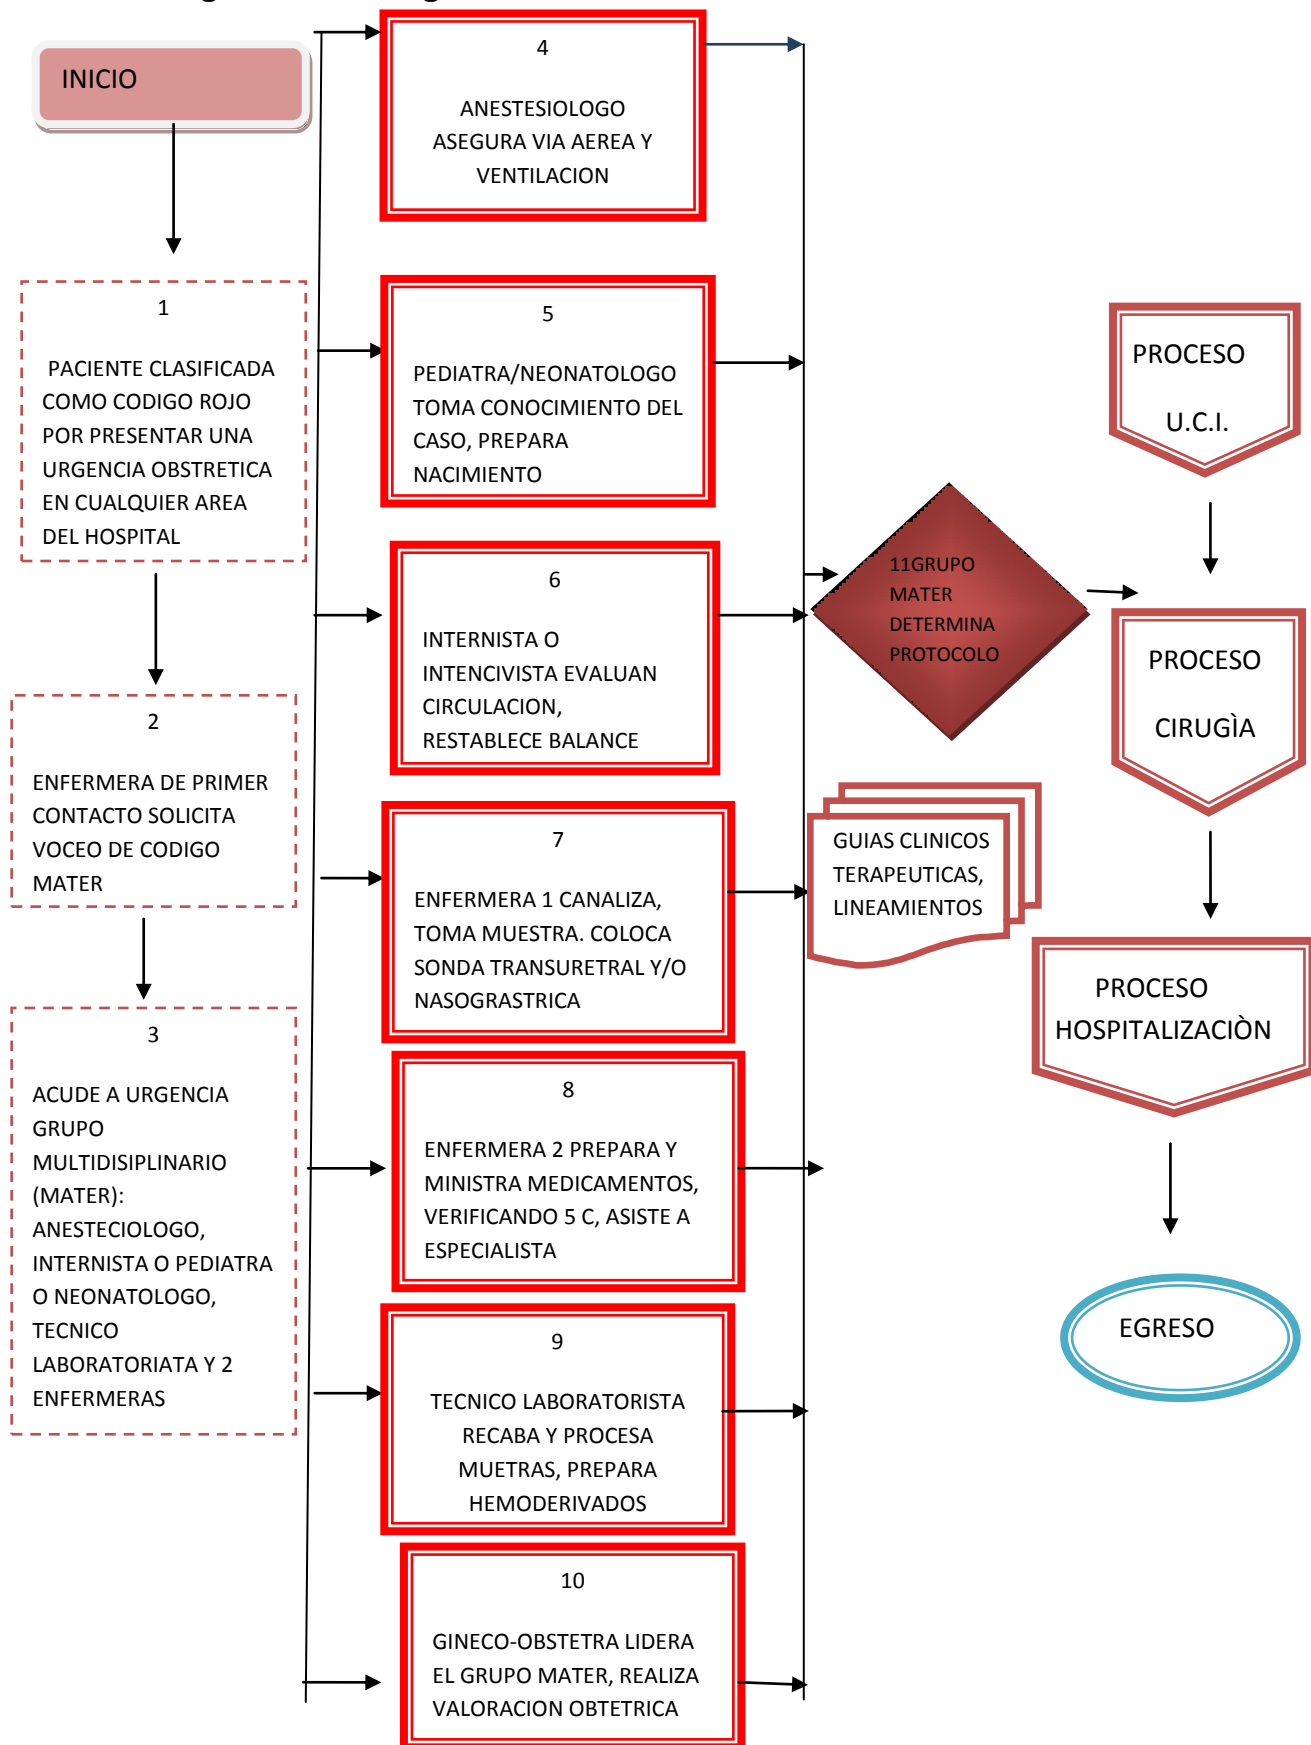 INICIO
1
PACIENTE CLASIFICADA
COMO CODIGO ROJO
POR PRESENTAR UNA
URGENCIA OBSTRETICA
EN CUALQUIER AREA
DEL HOSPITAL
2
ENFERMERA DE PRIMER
CONTACTO SOLICITA
VOCEO DE CODIGO
MATER
3
ACUDE A URGENCIA
GRUPO
MULTIDISIPLINARIO
(MATER):
ANESTECIOLOGO,
INTERNISTA O PEDIATRA
O NEONATOLOGO,
TECNICO
LABORATORIATA Y 2
ENFERMERAS
4
ANESTESIOLOGO
ASEGURA VIA AEREA Y
VENTILACION
5
PEDIATRA/NEONATOLOGO
TOMA CONOCIMIENTO DEL
CASO, PREPARA
NACIMIENTO
6
INTERNISTA O
INTENCIVISTA EVALUAN
CIRCULACION,
RESTABLECE BALANCE
7
ENFERMERA 1 CANALIZA,
TOMA MUESTRA. COLOCA
SONDA TRANSURETRAL Y/O
NASOGRASTRICA
8
ENFERMERA 2 PREPARA Y
MINISTRA MEDICAMENTOS,
VERIFICANDO 5 C, ASISTE A
ESPECIALISTA
9
TECNICO LABORATORISTA
RECABA Y PROCESA
MUETRAS, PREPARA
HEMODERIVADOS
10
GINECO-OBSTETRA LIDERA
EL GRUPO MATER, REALIZA
VALORACION OBTETRICA
11GRUPO
MATER
DETERMINA
PROTOCOLO
GUIAS CLINICOS
TERAPEUTICAS,
LINEAMIENTOS
PROCESO
U.C.I.
PROCESO
CIRUGÌA
PROCESO
HOSPITALIZACIÒN
EGRESO